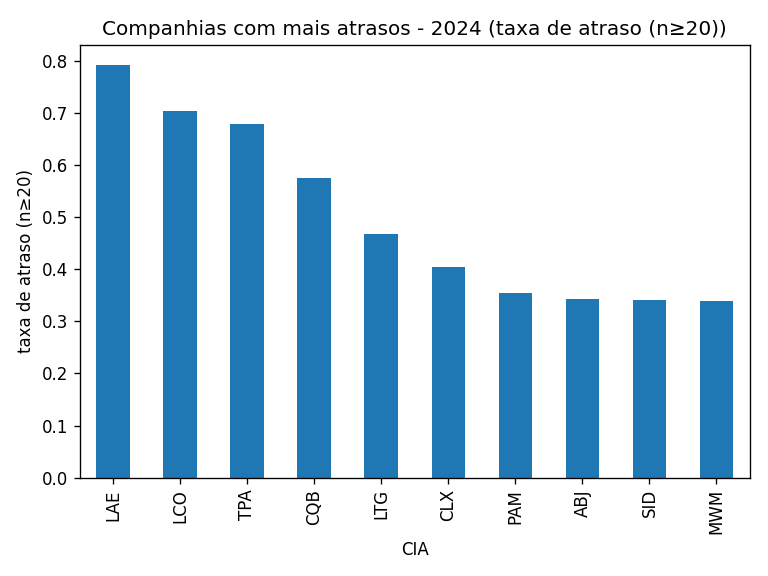 Companhias com mais atrasos - 2024 (taxa de atraso (n≥20))
taxa de atraso (n≥20)
0.8
0.7
0.6
0.5
0.4
0.3
0.2
0.1
0.0
LAE
LCO
TPA
CQB
LTG
CLX
PAM
ABJ
SID
MWM
CIA